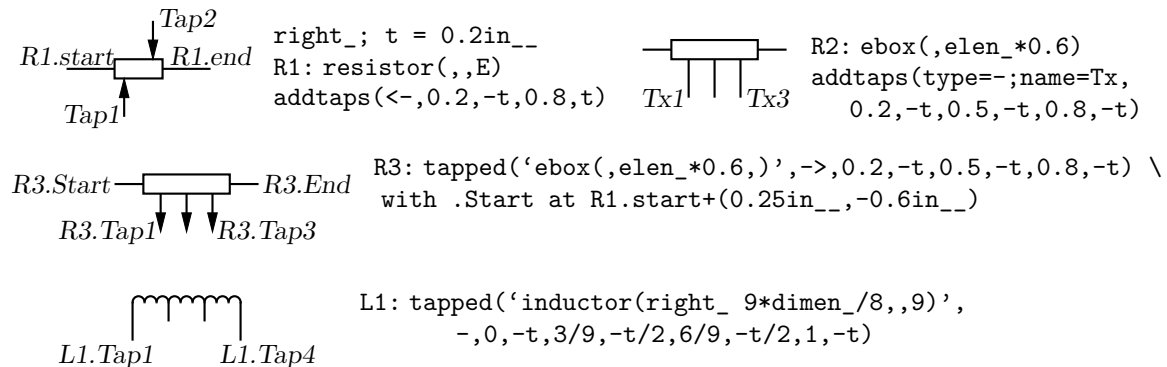 Tap2
R1.start
R1.end
Tap1
right_; t = 0.2in__
R1: resistor(,,E)
addtaps(<-,0.2,-t,0.8,t)
Tx1
Tx3
R2: ebox(,elen_*0.6)
addtaps(type=-;name=Tx,
0.2,-t,0.5,-t,0.8,-t)
R3.Start
R3.End
R3.Tap1
R3.Tap3
R3: tapped(‘ebox(,elen_*0.6,)’,->,0.2,-t,0.5,-t,0.8,-t) \
with .Start at R1.start+(0.25in__,-0.6in__)
L1.Tap1
L1.Tap4
L1: tapped(‘inductor(right_ 9*dimen_/8,,9)’,
-,0,-t,3/9,-t/2,6/9,-t/2,1,-t)